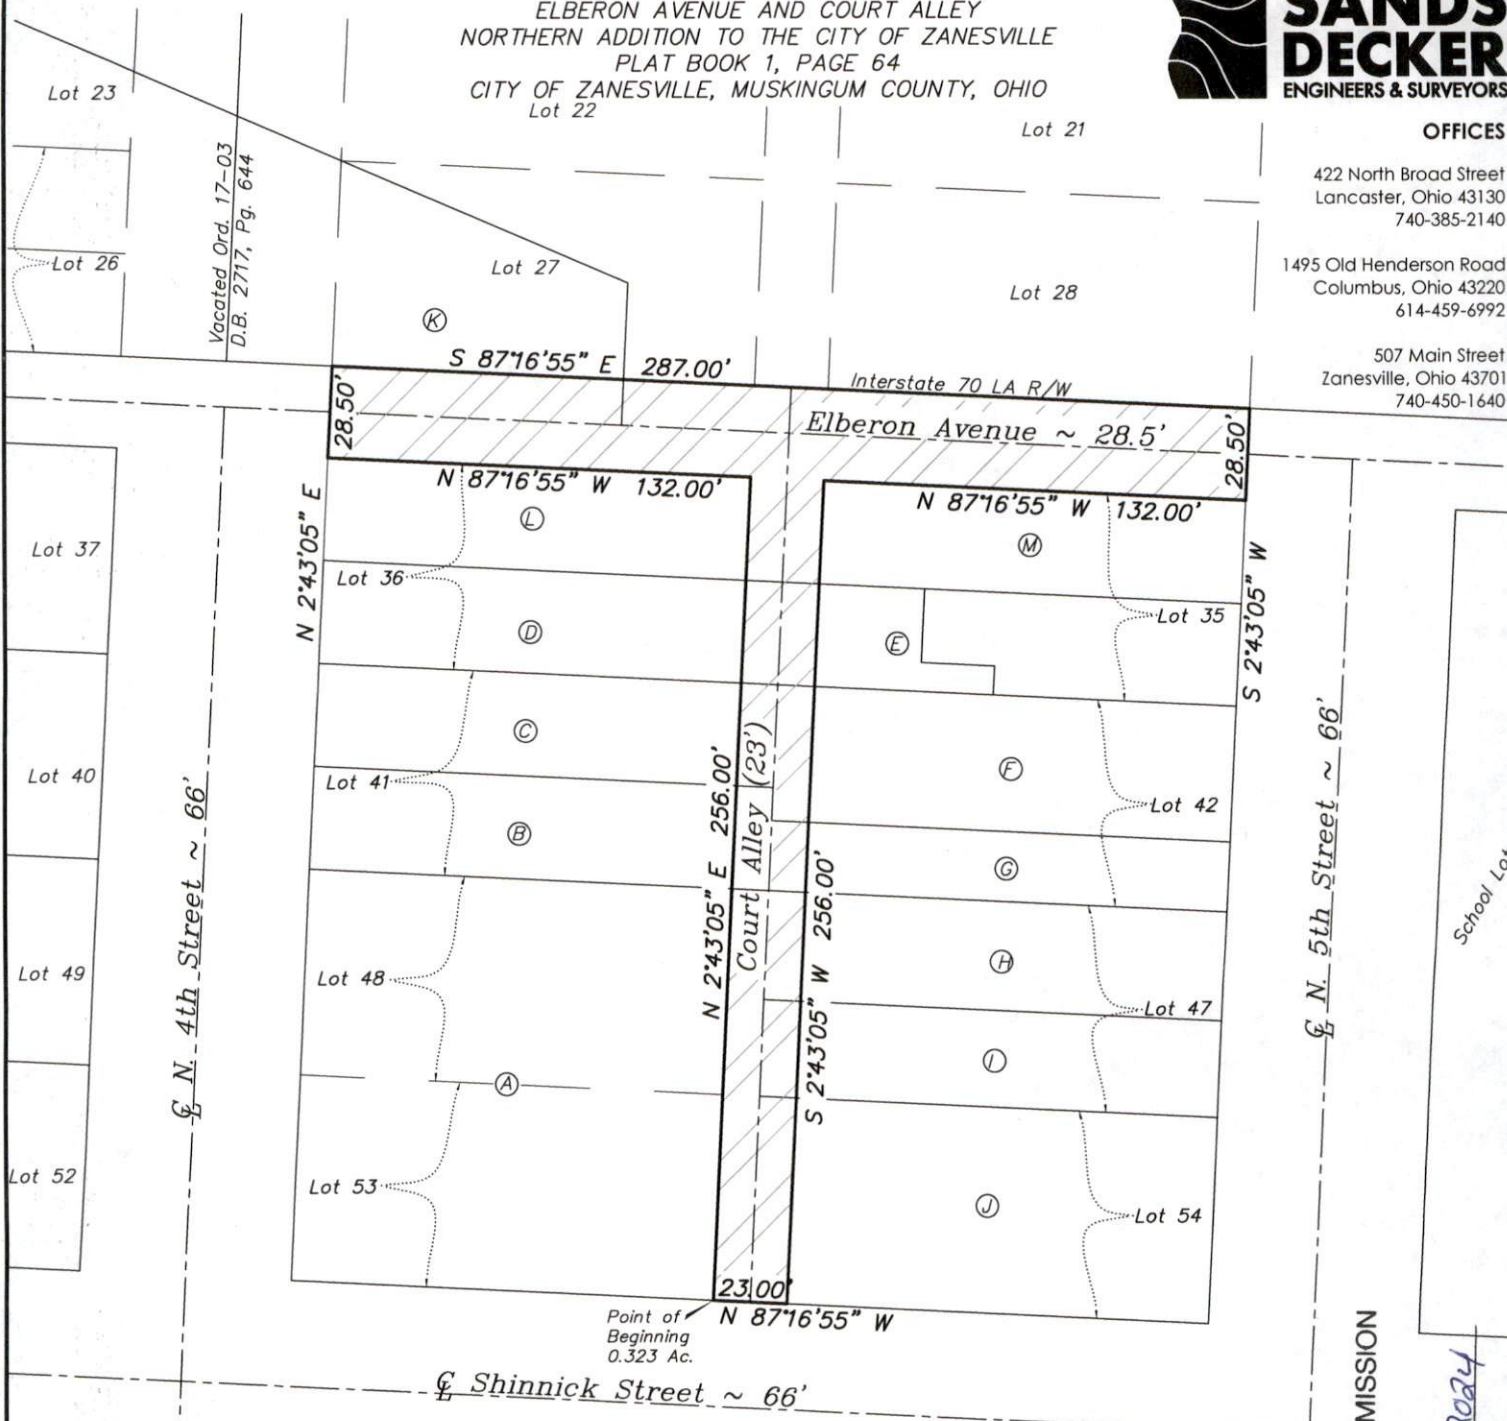 ELBERON AVENUE AND COURT ALLEY
NORTHERN ADDITION TO THE CITY OF ZANESVILLE
PLAT BOOK 1, PAGE 64
CITY OF ZANESVILLE, MUSKINGUM COUNTY, OHIO
SANDS
DECKER
ENGINEERS & SURVEYORS
OFFICES
422 North Broad Street
Lancaster, Ohio 43130
740-385-2140
1495 Old Henderson Road
Columbus, Ohio 43220
614-459-6992
507 Main Street
Zanesville, Ohio 43701
740-450-1640
Lot 23
Lot 22
Lot 21
Vacated Ord. 17-03
D.B. 2717, Pg. 644
Lot 26
Lot 27
Lot 28
K
S 87°16'55" E 287.00'
Interstate 70 LA R/W
28.50'
Elberon Avenue ~ 28.5'
28.50'
N 87°16'55" W 132.00'
N 87°16'55" W 132.00'
N 2°43'05" E
L
M
Lot 37
Lot 36
S 2°43'05" W
Lot 35
D
E
C
Lot 40
Lot 41
F
Lot 42
B
G
N 2°43'05" E 256.00'
Court Alley (23')
S 2°43'05" W 256.00'
℄ N. 4th Street ~ 66'
℄ N. 5th Street ~ 66'
School Lot
Lot 49
Lot 48
H
Lot 47
I
A
Lot 52
Lot 53
J
Lot 54
23.00'
N 87°16'55" W
Point of
Beginning
0.323 Ac.
℄ Shinnick Street ~ 66'
MISSION
2024